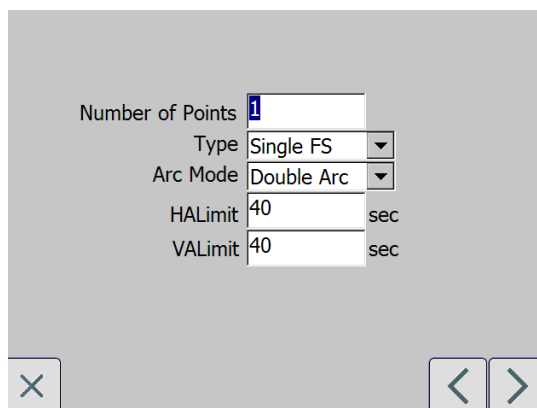 Number of Points 1
Type Single FS
Arc Mode Double Arc
HALimit 40 sec
VALimit 40 sec